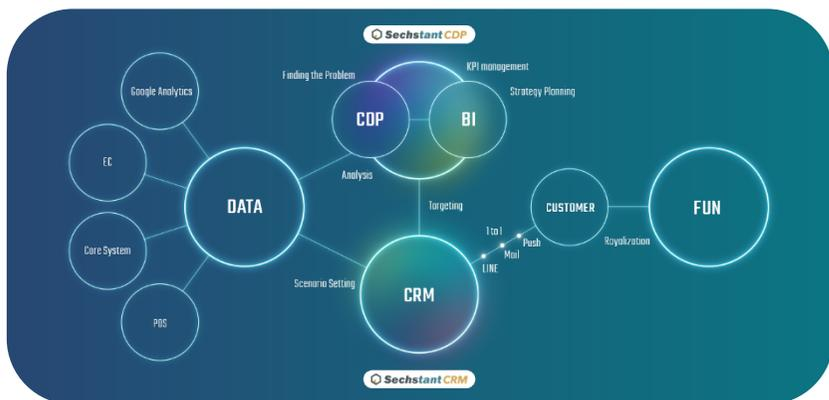 Sechstant CDP
Finding the Problem
KPI management
Google Analytics
Strategy Planning
CDP
BI
EC
Analysis
DATA
Targeting
CUSTOMER
FUN
1 to 1
Push
Royalization
Mail
Core System
LINE
Scenario Setting
CRM
POS
Sechstant CRM